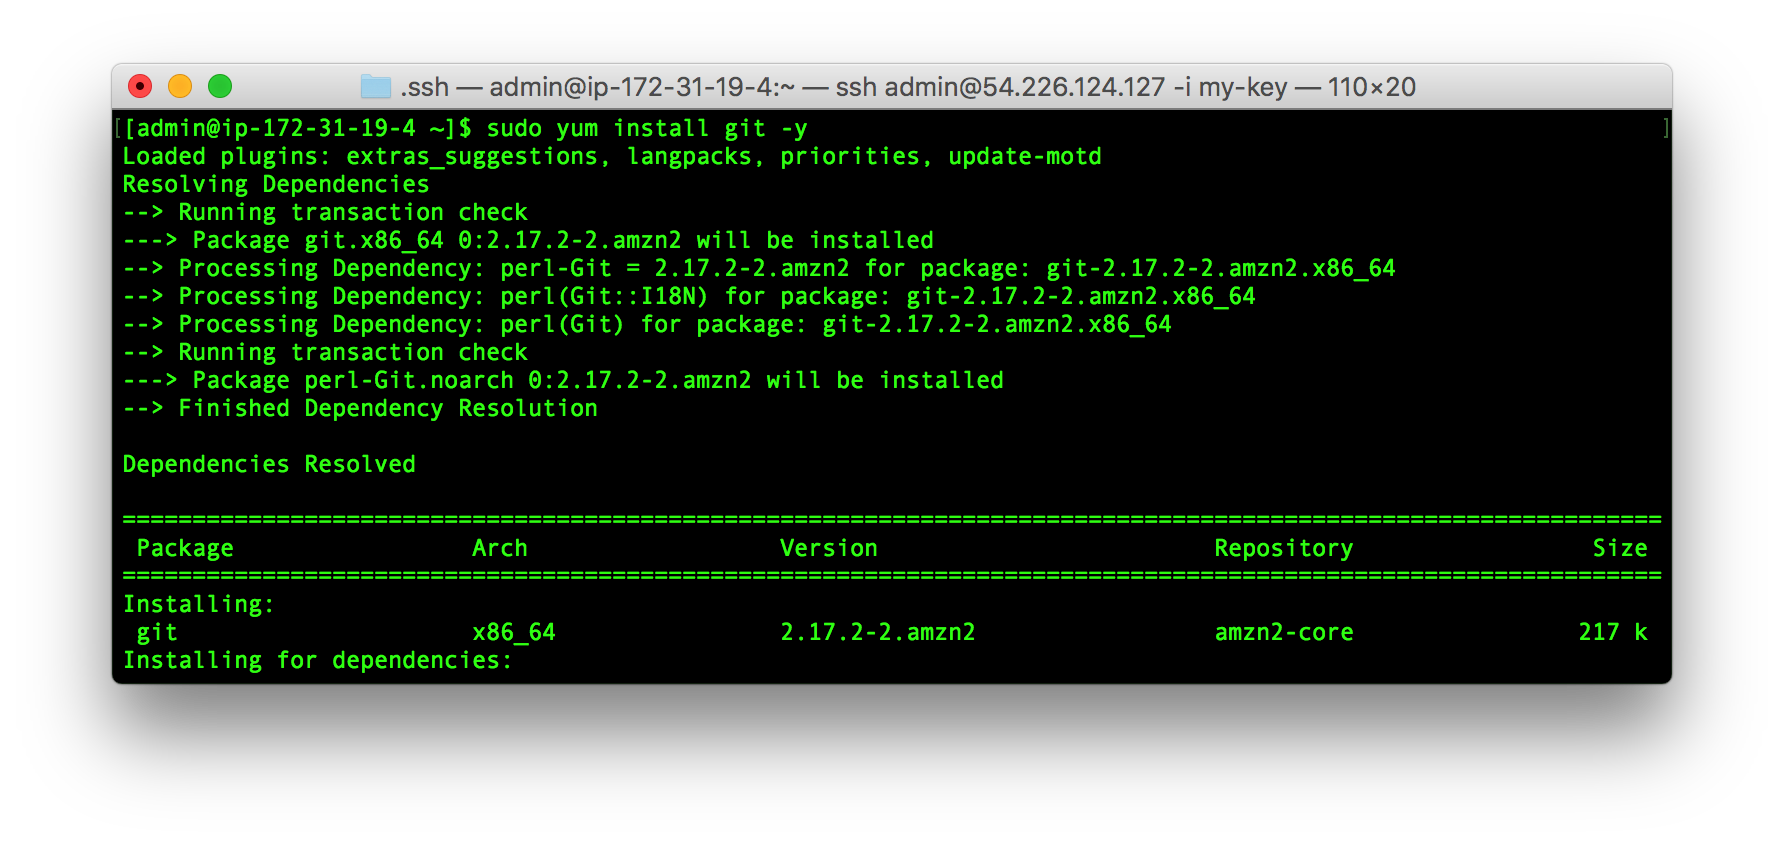 .ssh — admin@ip-172-31-19-4:~ — ssh admin@54.226.124.127 -i my-key — 110×20
[[admin@ip-172-31-19-4 ~]$ sudo yum install git -y ]
Loaded plugins: extras_suggestions, langpacks, priorities, update-motd
Resolving Dependencies
--> Running transaction check
---> Package git.x86_64 0:2.17.2-2.amzn2 will be installed
--> Processing Dependency: perl-Git = 2.17.2-2.amzn2 for package: git-2.17.2-2.amzn2.x86_64
--> Processing Dependency: perl(Git::I18N) for package: git-2.17.2-2.amzn2.x86_64
--> Processing Dependency: perl(Git) for package: git-2.17.2-2.amzn2.x86_64
--> Running transaction check
---> Package perl-Git.noarch 0:2.17.2-2.amzn2 will be installed
--> Finished Dependency Resolution
Dependencies Resolved
==============================================================================================================
Package Arch Version Repository Size
==============================================================================================================
Installing:
git x86_64 2.17.2-2.amzn2 amzn2-core 217 k
Installing for dependencies: